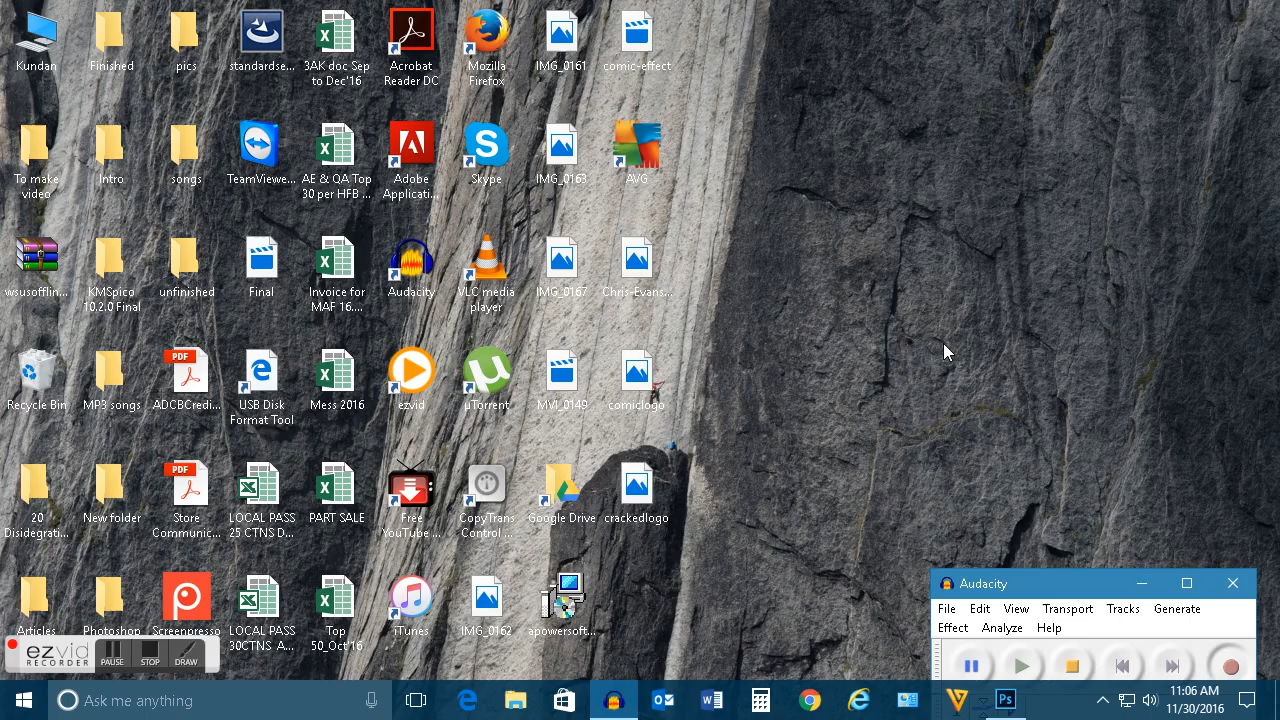 Kundan
Finished
pics
standardse...
3AK doc Sep
to Dec'16
Acrobat
Reader DC
Mozilla
Firefox
IMG_0161
comic-effect
To make
video
Intro
songs
TeamViewe...
AE & QA Top
30 per HFB ...
Adobe
Applicati...
Skype
IMG_0163
AVG
wsusofflin...
KMSpico
10.2.0 Final
unfinished
Final
Invoice for
MAF 16....
Audacity
VLC media
player
IMG_0167
Chris-Evans...
Recycle Bin
MP3 songs
PDF
ADCBCredi...
USB Disk
Format Tool
Mess 2016
ezvid
µTorrent
MVI_0149
comiclogo
20
Disidegrati...
New folder
PDF
Store
Communic...
LOCAL PASS
25 CTNS D...
PART SALE
Free
YouTube ...
CopyTrans
Control ...
Google Drive
crackedlogo
Articles
Photoshop
Screenpresso
LOCAL PASS
30CTNS A...
Top
50_Oct'16
iTunes
IMG_0162
apowersoft...
ezvid
RECORDER
PAUSE
STOP
DRAW
Audacity
File Edit View Transport Tracks Generate
Effect Analyze Help
Ask me anything
Ps
11:06 AM
11/30/2016